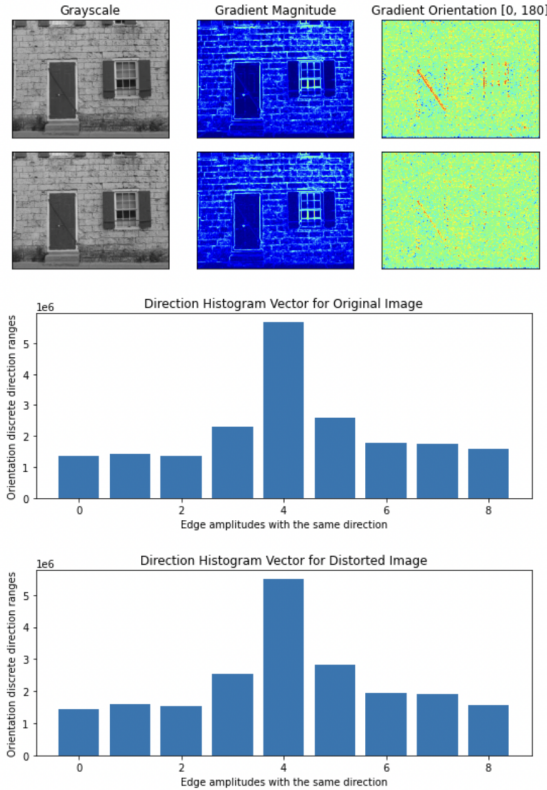 Grayscale Gradient Magnitude Gradient Orientation [0, 180]
Direction Histogram Vector for Original Image
1e6
Orientation discrete direction ranges
5
4
3
2
1
0
0 2 4 6 8
Edge amplitudes with the same direction
Direction Histogram Vector for Distorted Image
1e6
Orientation discrete direction ranges
5
4
3
2
1
0
0 2 4 6 8
Edge amplitudes with the same direction